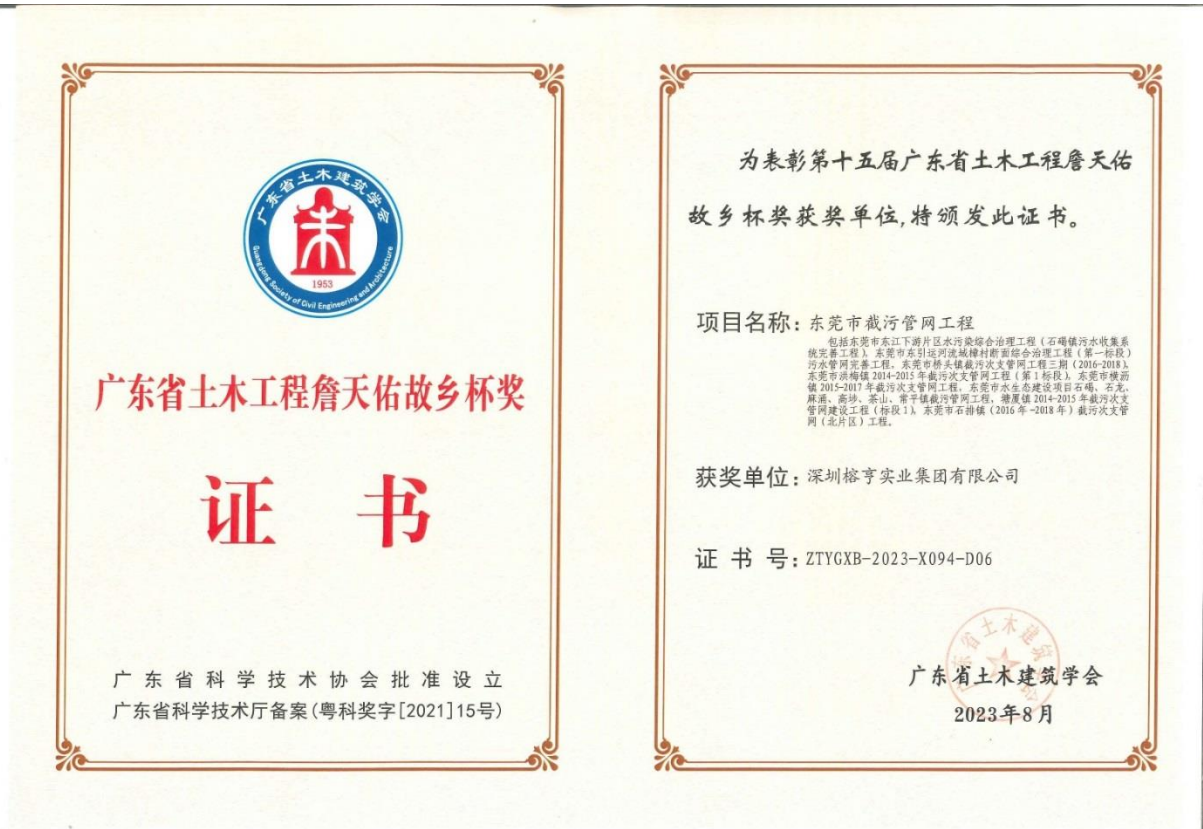 广东省土木建筑学会
1953
Guangdong Society of Civil Engineering and Architecture
广东省土木工程詹天佑故乡杯奖
证 书
广东省科学技术协会批准设立
广东省科学技术厅备案(粤科奖字[2021]15号)
为表彰第十五届广东省土木工程詹天佑
故乡杯奖获奖单位,特颁发此证书。
项目名称：东莞市截污管网工程
包括东莞市东江下游片区水污染综合治理工程（石碣镇污水收集系
统完善工程）、东莞市东引运河流域樟村断面综合治理工程（第一标段）
污水管网完善工程、东莞市桥头镇截污次支管网工程三期（2016-2018）、
东莞市洪梅镇2014-2015年截污次支管网工程（第1标段）、东莞市横沥
镇2015-2017年截污次支管网工程、东莞市水生态建设项目石碣、石龙、
麻涌、高埗、茶山、常平镇截污管网工程、塘厦镇2014-2015年截污次支
管网建设工程（标段1）、东莞市石排镇（2016年-2018年）截污次支管
网（北片区）工程。
获奖单位：深圳榕亨实业集团有限公司
证 书 号：ZTYGXB-2023-X094-D06
广东省土木建筑学会
广东省土木建筑学会
2023年8月